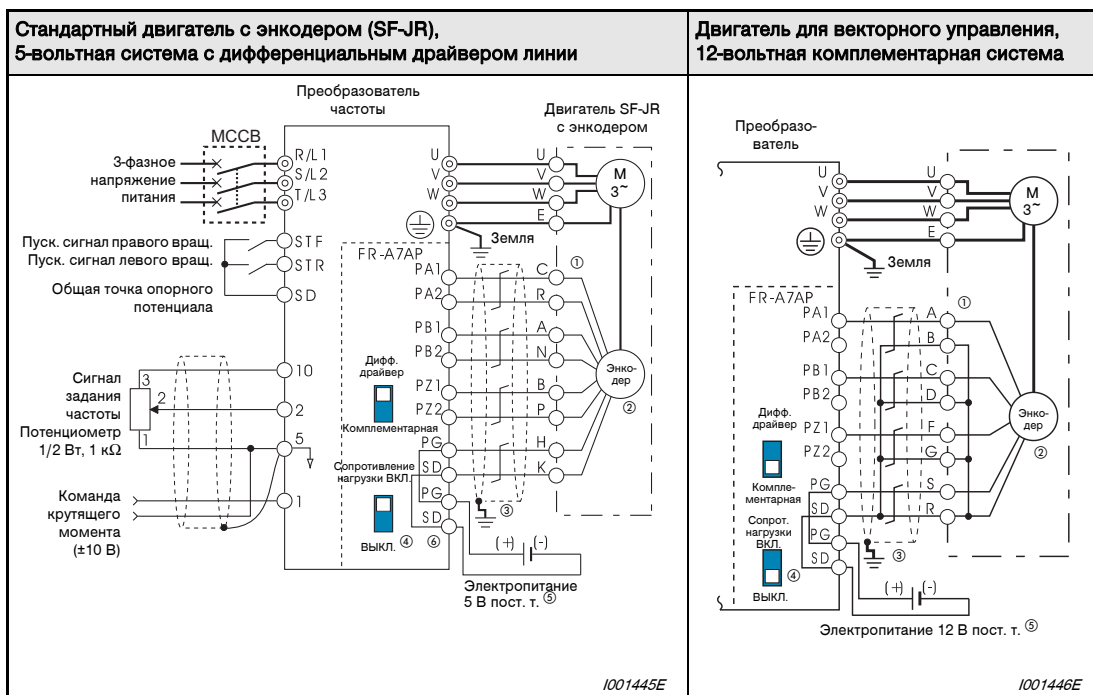 Стандартный двигатель с энкодером (SF-JR),
5-вольтная система с дифференциальным драйвером линии
Преобразователь
частоты
Двигатель SF-JR
с энкодером
MCCB
3-фазное
напряжение
питания
R/L1
S/L2
T/L3
U
V
W
U
V
W
E
M
3~
Земля
Пуск. сигнал правого вращ.
Пуск. сигнал левого вращ.
Общая точка опорного
потенциала
STF
STR
SD
FR-A7AP
PA1
PA2
PB1
PB2
PZ1
PZ2
PG
SD
PG
SD
C
R
A
N
B
P
H
K
①
Энко-
дер
②
Дифф.
драйвер
Комплементарная
Сопротивление
нагрузки ВКЛ.
ВЫКЛ.
④
⑥
③
Сигнал
задания
частоты
Потенциометр
1/2 Вт, 1 кΩ
3
2
1
10
2
5
1
Команда
крутящего
момента
(±10 В)
(+)
(-)
Электропитание
5 В пост. т. ⑤
I001445E
Двигатель для векторного управления,
12-вольтная комплементарная система
Преобразо-
ватель
U
V
W
U
V
W
E
M
3~
Земля
FR-A7AP
PA1
PA2
PB1
PB2
PZ1
PZ2
PG
SD
PG
SD
A
B
C
D
F
G
S
R
①
Энко-
дер
②
Дифф.
драйвер
Компле-
ментарная
Сопрот.
нагрузки
ВКЛ.
④
ВЫКЛ.
③
(+)
(-)
Электропитание 12 В пост. т. ⑤
I001446E